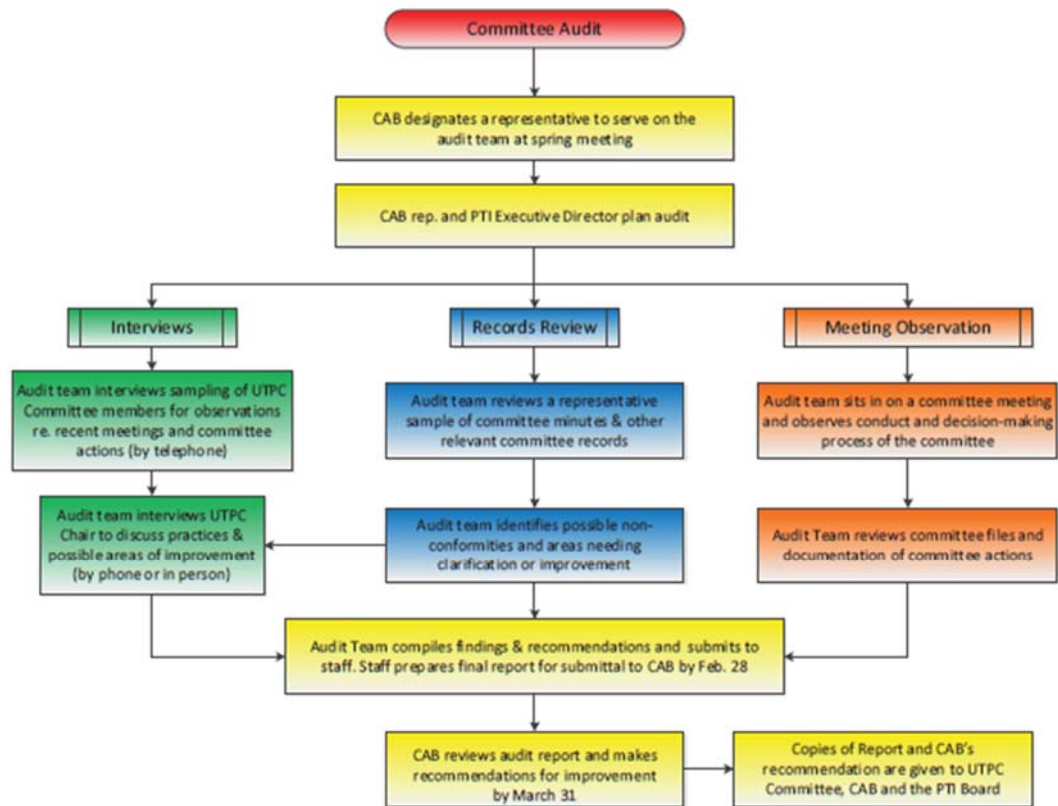 Committee Audit
CAB designates a representative to serve on the
audit team at spring meeting
CAB rep. and PTI Executive Director plan audit
Interviews
Records Review
Meeting Observation
Audit team interviews sampling of UTPC
Committee members for observations
re. recent meetings and committee
actions (by telephone)
Audit team reviews a representative
sample of committee minutes & other
relevant committee records
Audit team sits in on a committee meeting
and observes conduct and decision-making
process of the committee
Audit team interviews UTPC
Chair to discuss practices &
possible areas of improvement
(by phone or in person)
Audit team identifies possible non-
conformities and areas needing
clarification or improvement
Audit Team reviews committee files and
documentation of committee actions
Audit Team compiles findings & recommendations and submits to
staff. Staff prepares final report for submittal to CAB by Feb. 28
CAB reviews audit report and makes
recommendations for improvement
by March 31
Copies of Report and CAB's
recommendation are given to UTPC
Committee, CAB and the PTI Board